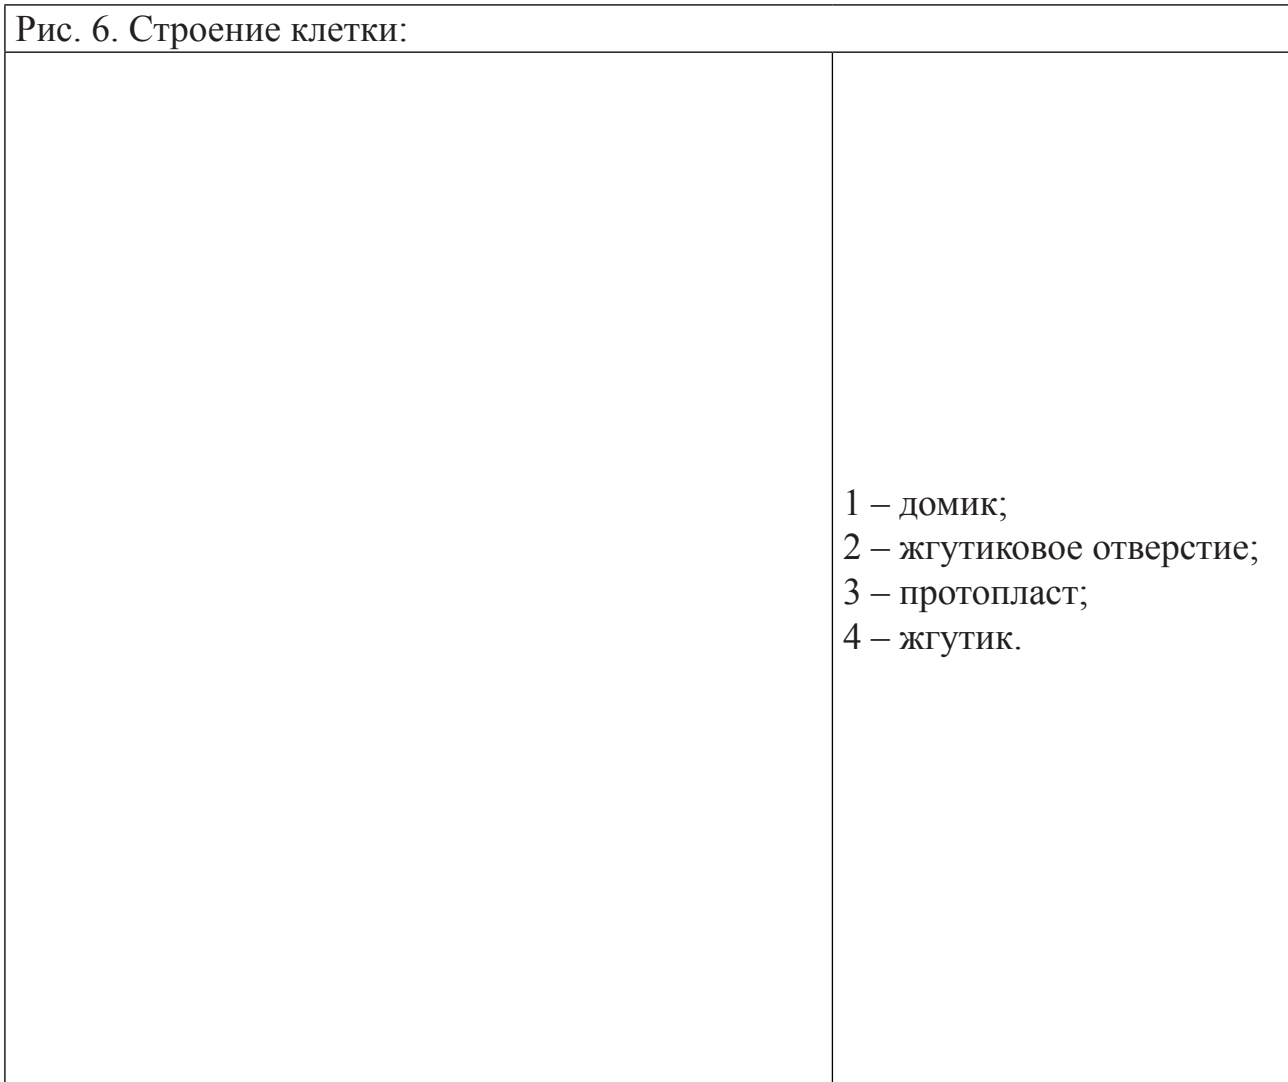 Рис. 6. Строение клетки:
1 – домик;
2 – жгутиковое отверстие;
3 – протопласт;
4 – жгутик.